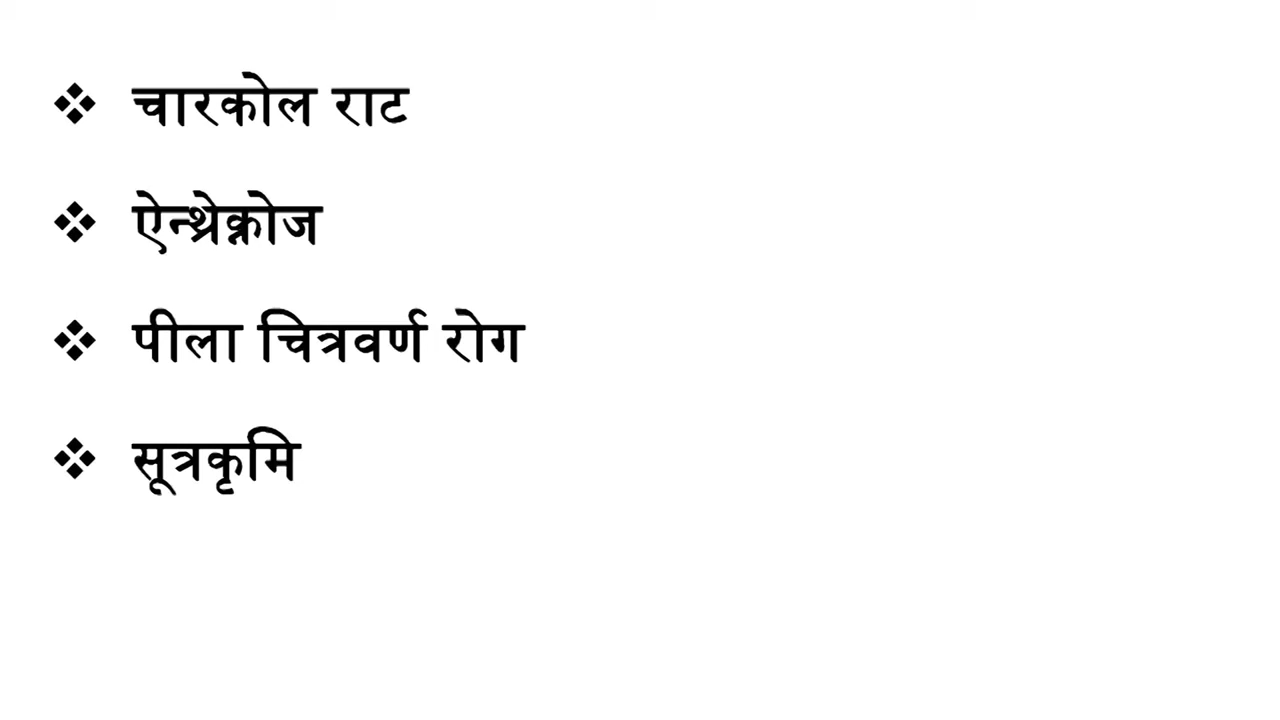 ❖ चारकोल राट
❖ ऐन्थ्रेक्नोज
❖ पीला चित्रवर्ण रोग
❖ सूत्रकृमि